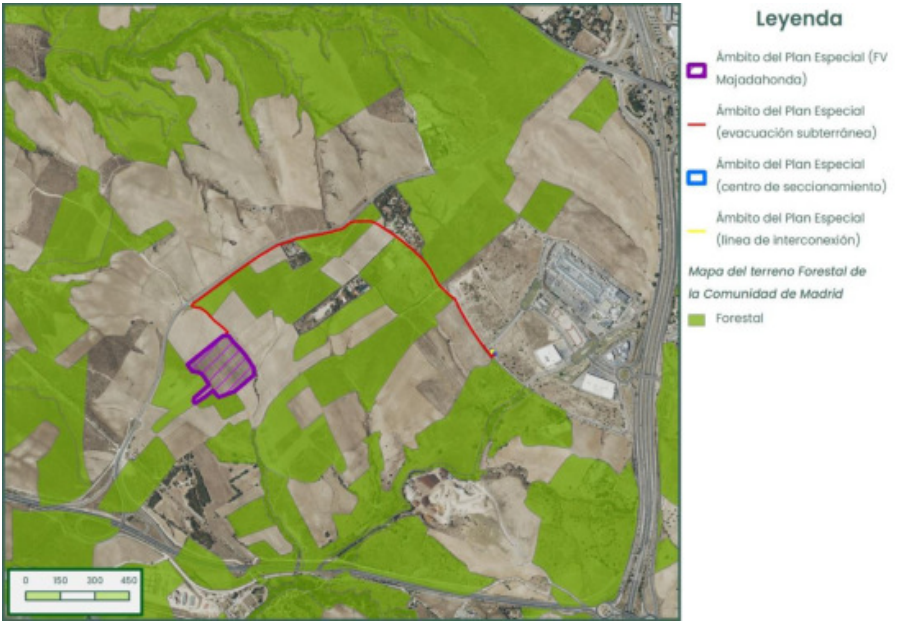 Leyenda
Ámbito del Plan Especial (FV
Majadahonda)
Ámbito del Plan Especial
(evacuación subterránea)
Ámbito del Plan Especial
(centro de seccionamiento)
Ámbito del Plan Especial
(línea de interconexión)
Mapa del terreno Forestal de
la Comunidad de Madrid
Forestal
0 150 300 450